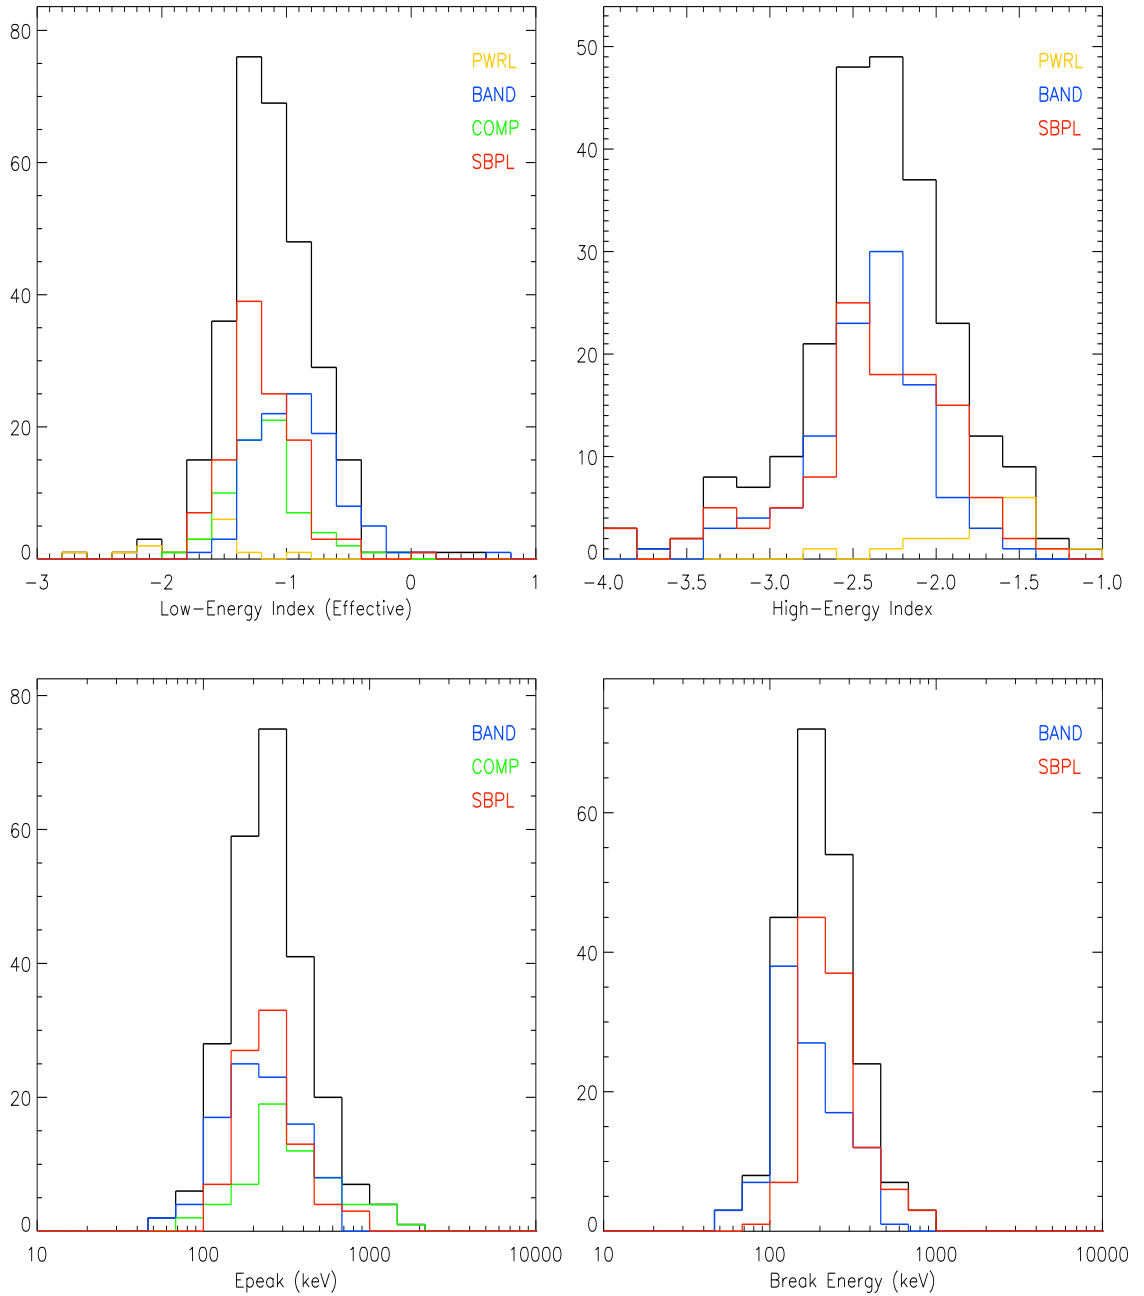 80
60
40
20
0
PWRL
BAND
COMP
SBPL
-3
-2
-1
0
1
Low-Energy Index (Effective)
50
40
30
20
10
0
PWRL
BAND
SBPL
-4.0
-3.5
-3.0
-2.5
-2.0
-1.5
-1.0
High-Energy Index
80
60
40
20
0
BAND
COMP
SBPL
10
100
1000
10000
Epeak (keV)
60
40
20
0
BAND
SBPL
10
100
1000
10000
Break Energy (keV)